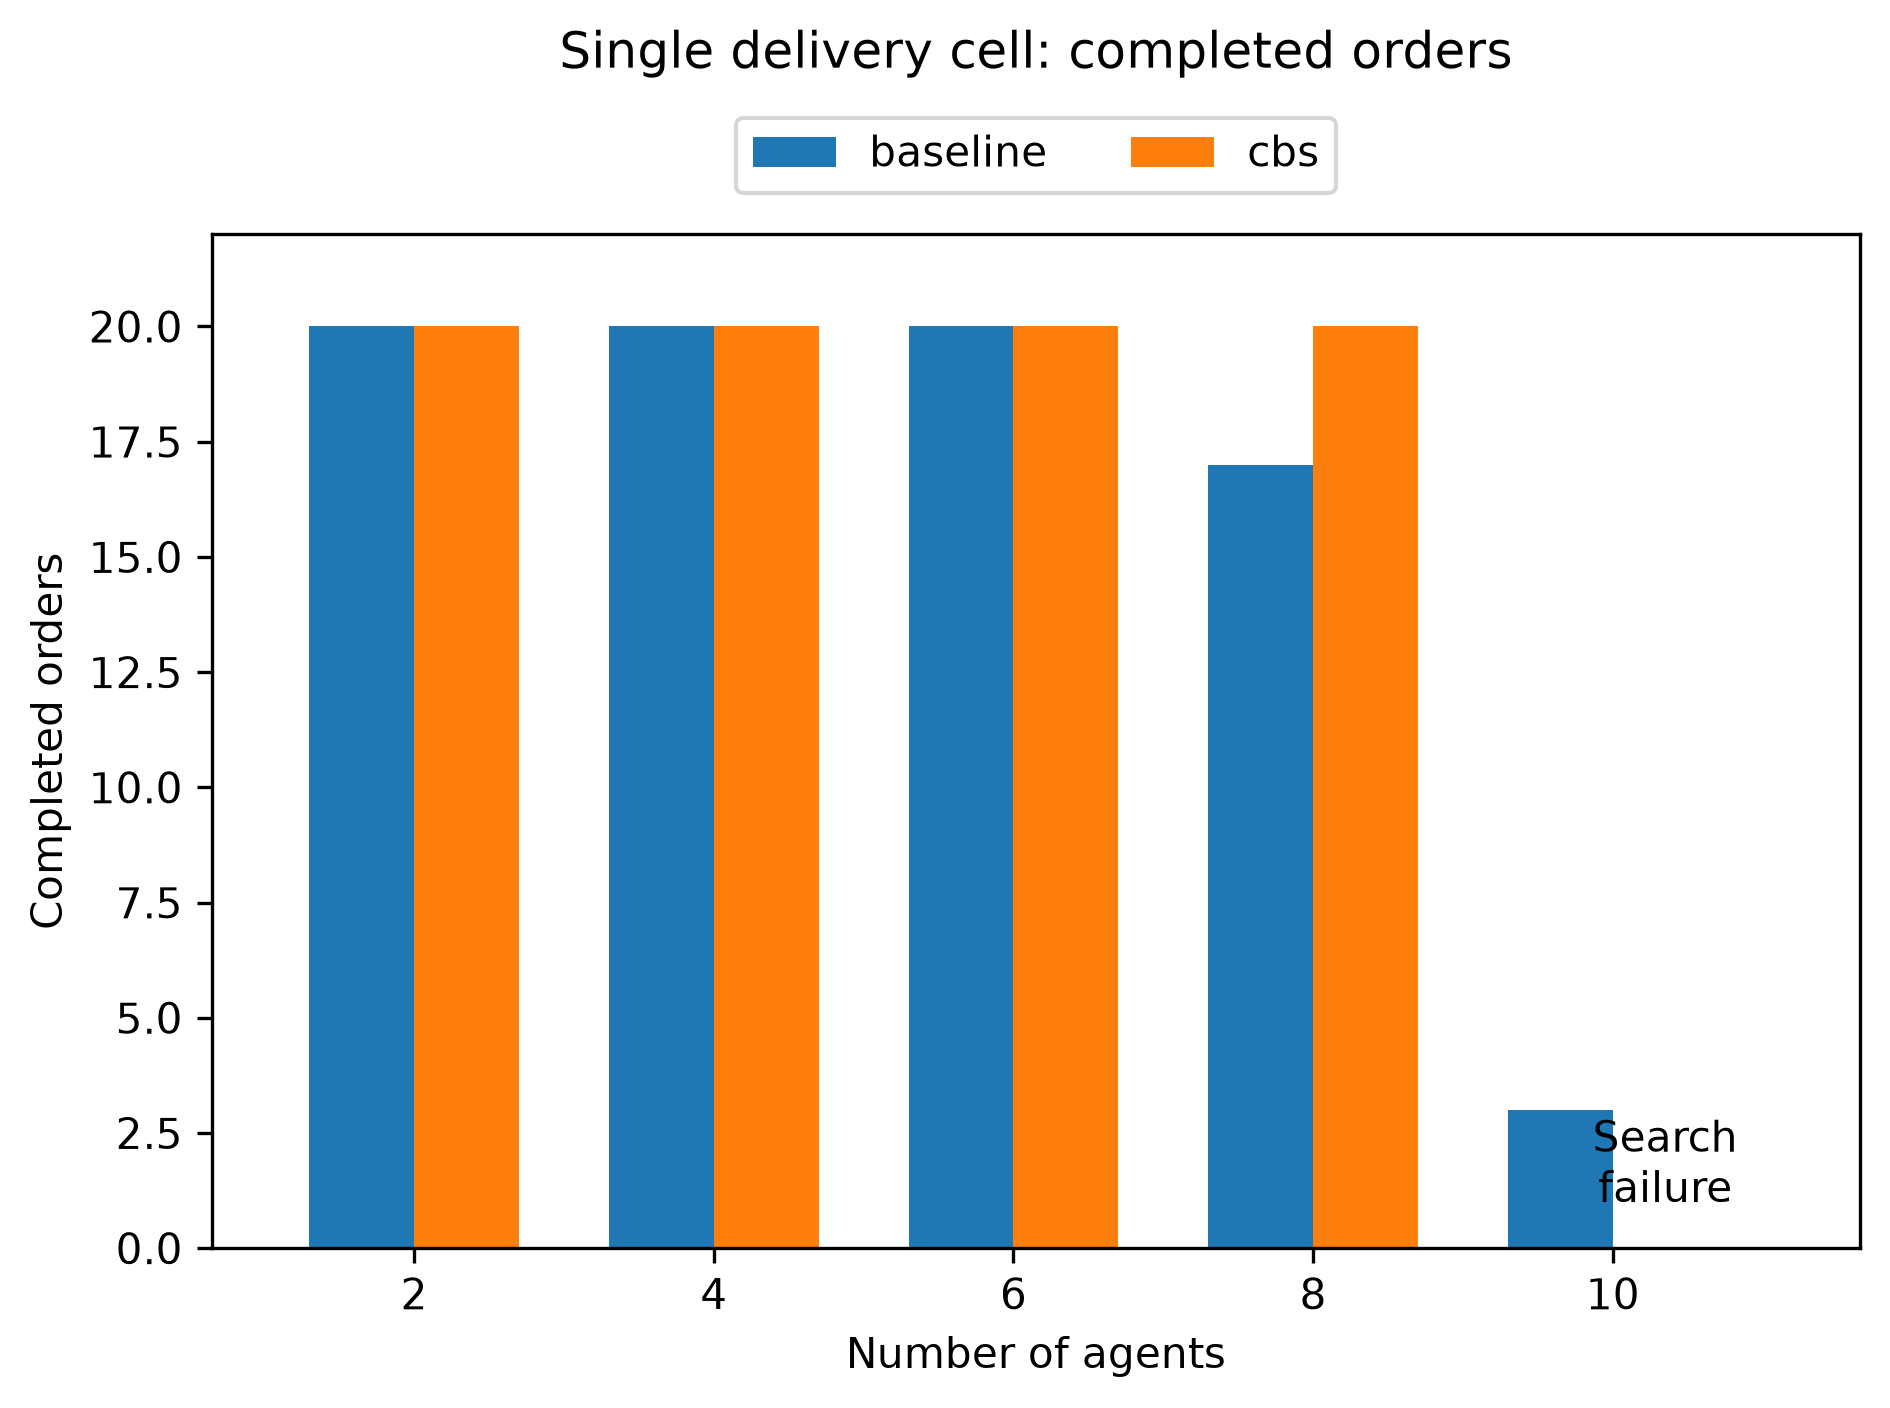 Single delivery cell: completed orders
baseline
cbs
Completed orders
20.0
17.5
15.0
12.5
10.0
7.5
5.0
2.5
0.0
Search
failure
2
4
6
8
10
Number of agents